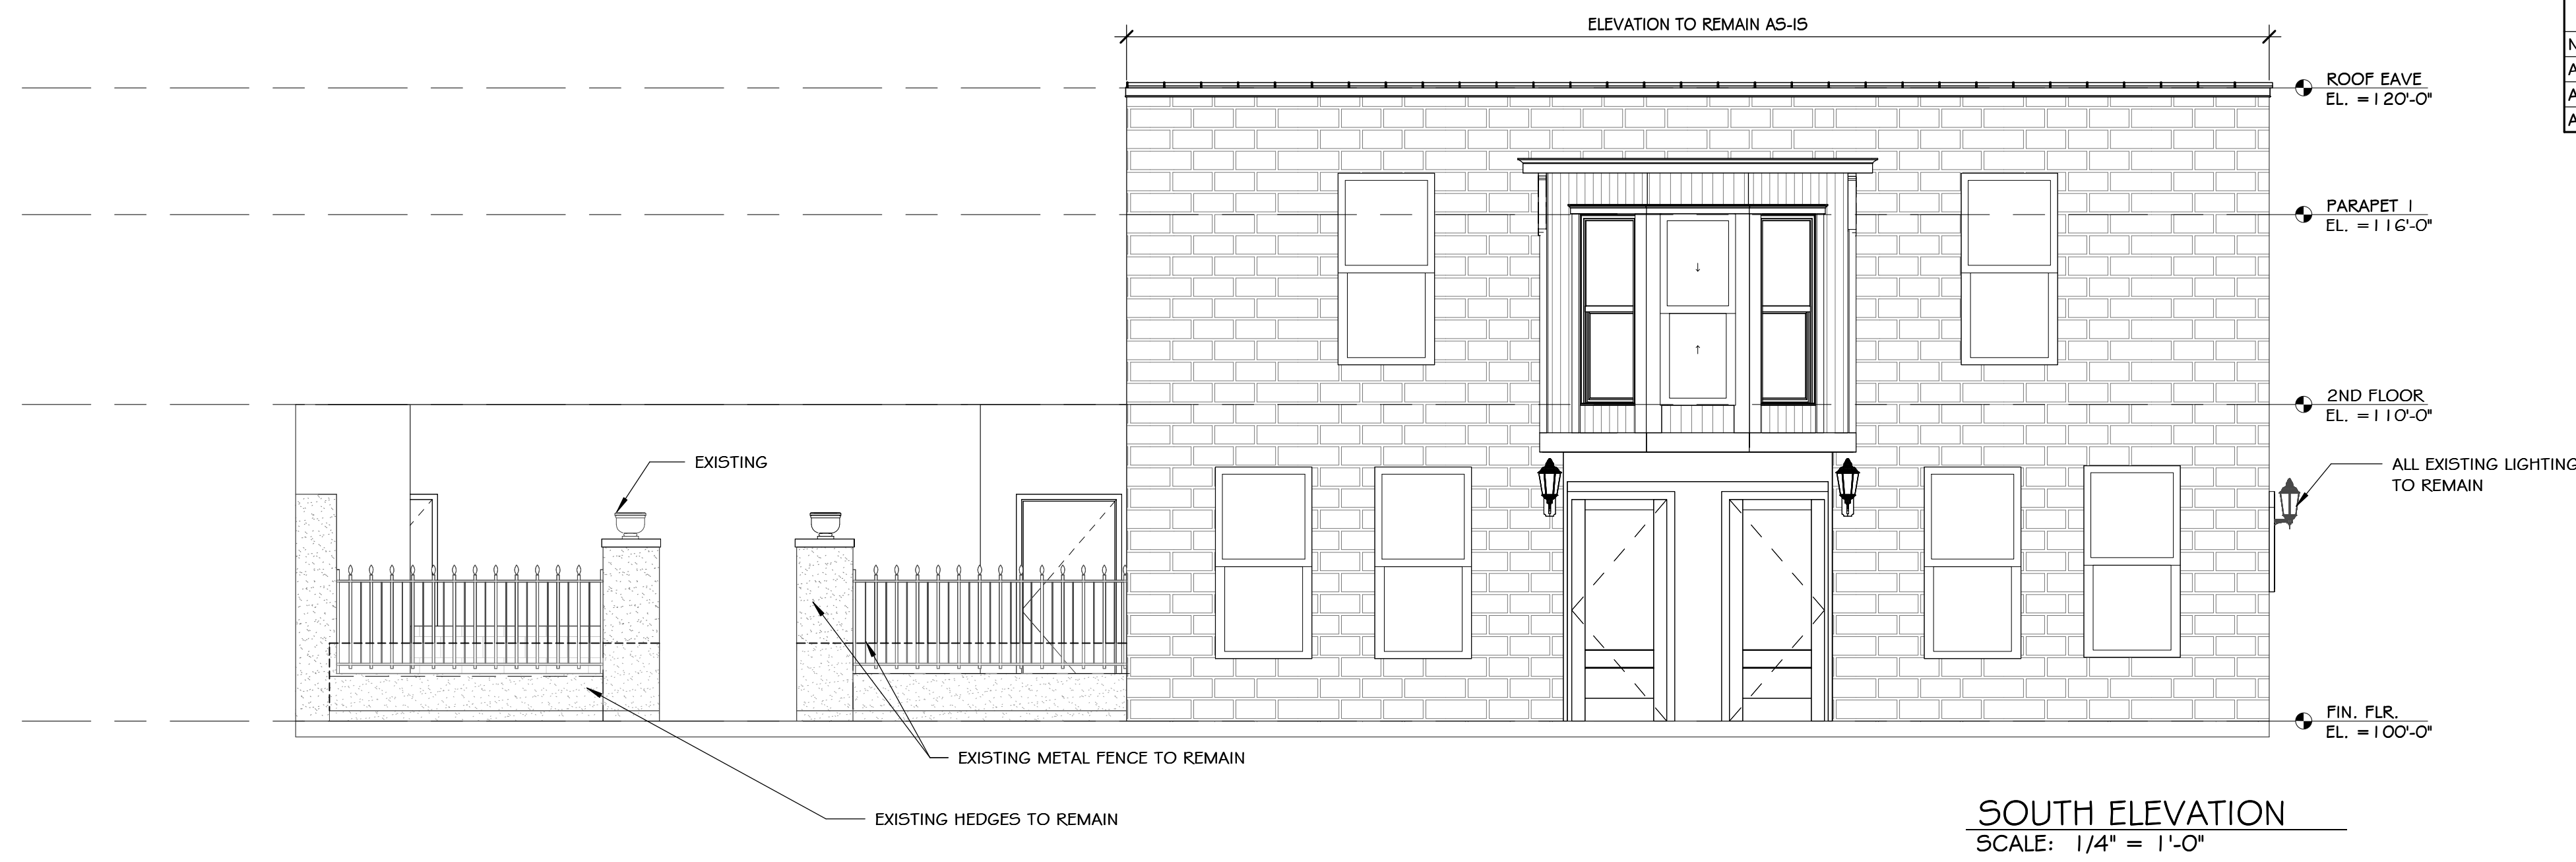 ELEVATION TO REMAIN AS-IS
ROOF EAVE
EL. = 120'-0"
PARAPET 1
EL. = 116'-0"
2ND FLOOR
EL. = 110'-0"
EXISTING
ALL EXISTING LIGHTING
TO REMAIN
FIN. FLR.
EL. = 100'-0"
EXISTING METAL FENCE TO REMAIN
EXISTING HEDGES TO REMAIN
SOUTH ELEVATION
SCALE: 1/4" = 1'-0"